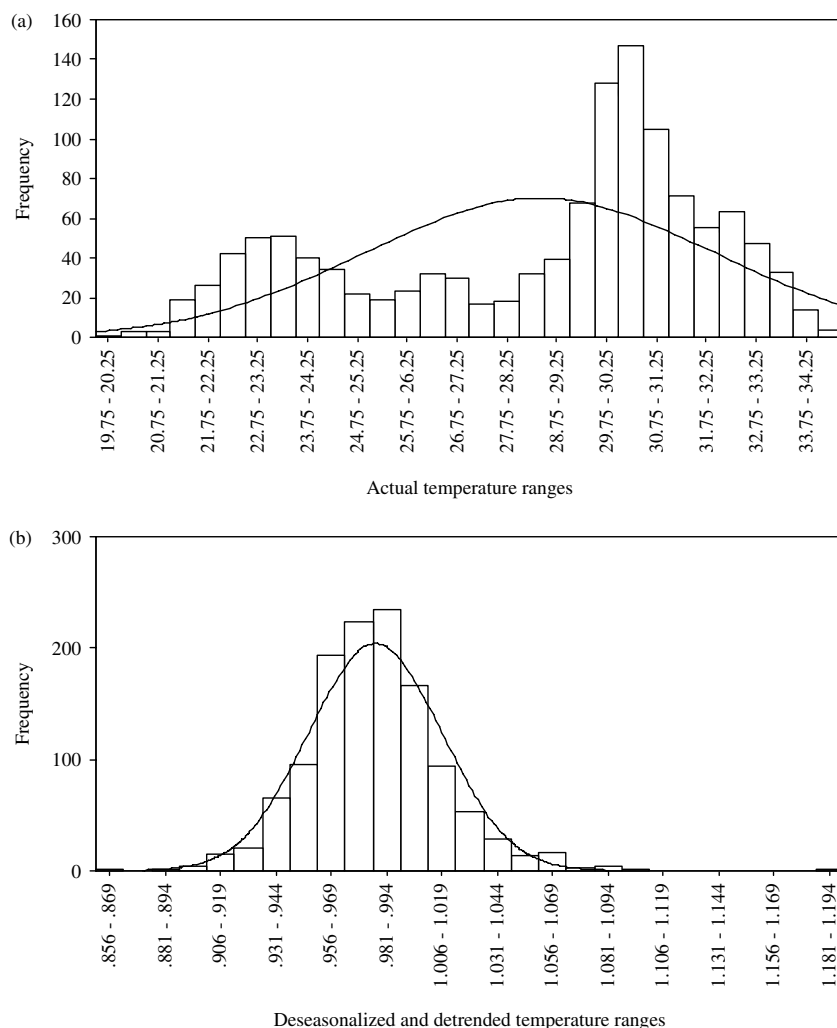 (a)
160
140
120
100
80
60
40
20
0
Frequency
19.75 - 20.25
20.75 - 21.25
21.75 - 22.25
22.75 - 23.25
23.75 - 24.25
24.75 - 25.25
25.75 - 26.25
26.75 - 27.25
27.75 - 28.25
28.75 - 29.25
29.75 - 30.25
30.75 - 31.25
31.75 - 32.25
32.75 - 33.25
33.75 - 34.25
Actual temperature ranges
(b)
300
200
100
0
Frequency
.856 - .869
.881 - .894
.906 - .919
.931 - .944
.956 - .969
.981 - .994
1.006 - 1.019
1.031 - 1.044
1.056 - 1.069
1.081 - 1.094
1.106 - 1.119
1.131 - 1.144
1.156 - 1.169
1.181 - 1.194
Deseasonalized and detrended temperature ranges